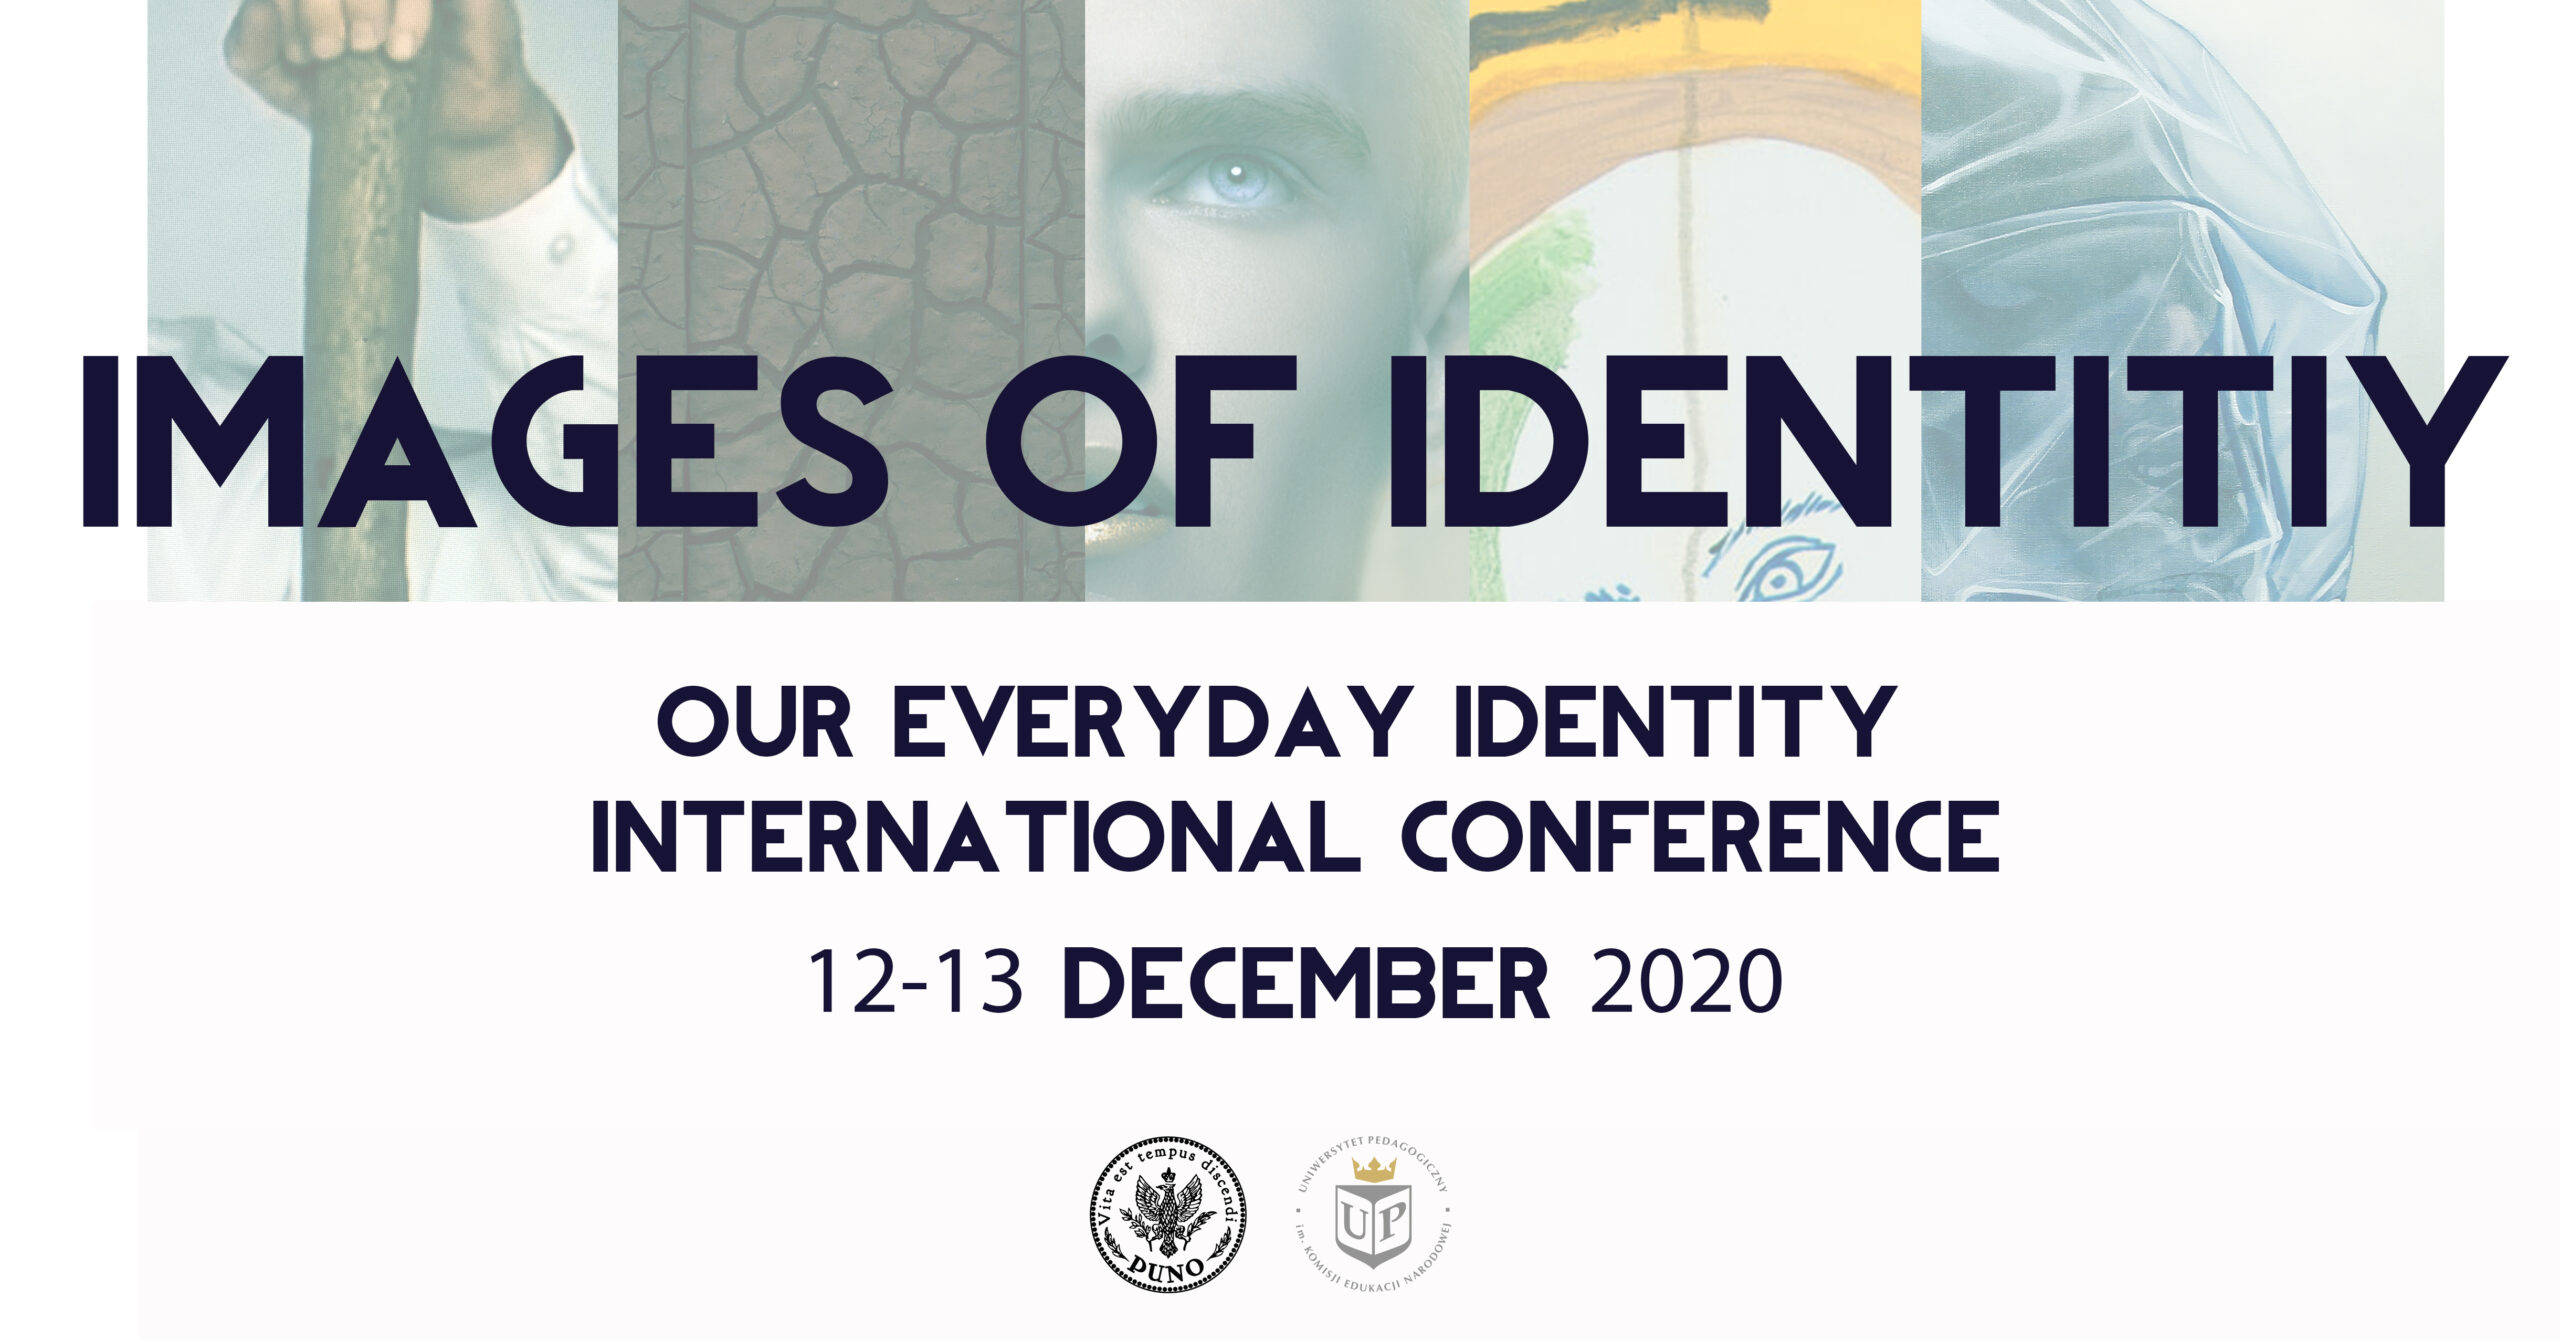 IMAGES OF IDENTITIY
OUR EVERYDAY IDENTITY
INTERNATIONAL CONFERENCE
12-13 DECEMBER 2020
Vita est tempus discendi
PUNO
UNIWERSYTET PEDAGOGICZNY
UP
im. KOMISJI EDUKACJI NARODOWEJ